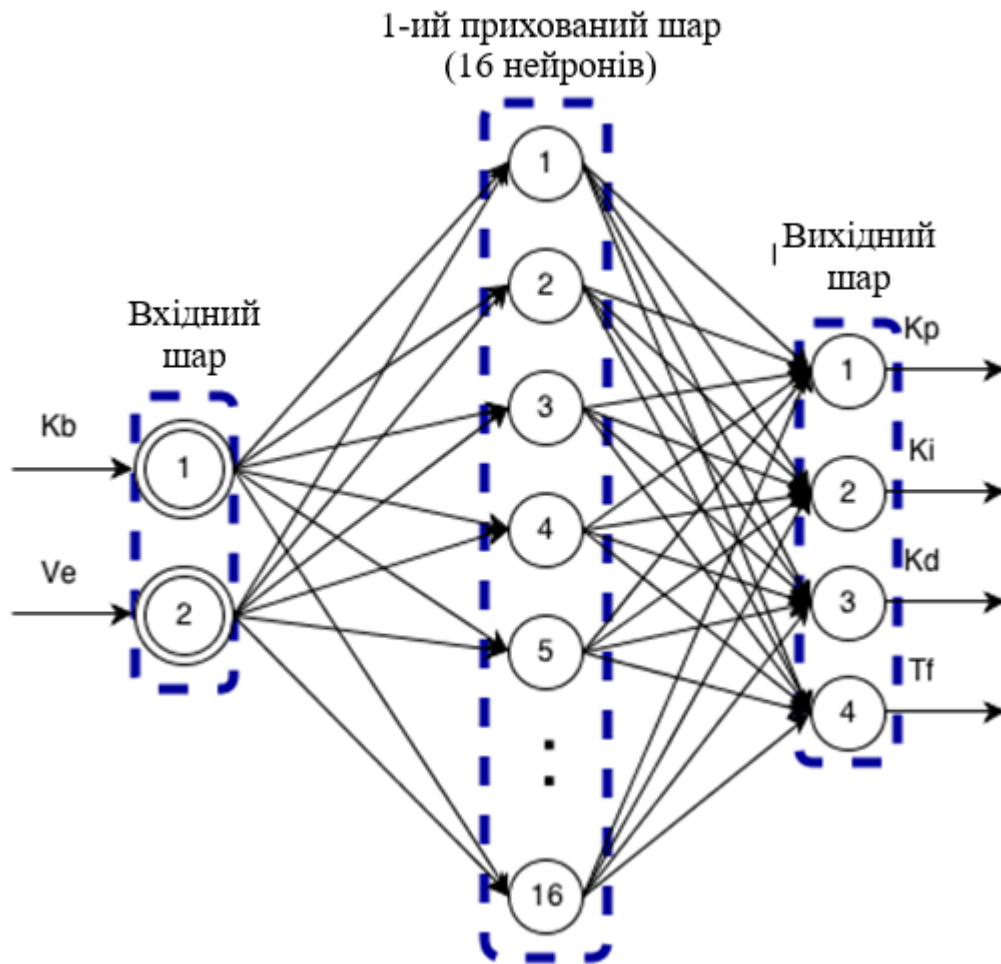 1-ий прихований шар
(16 нейронів)
Вхідний
шар
Вихідний
шар
Kb
Ve
1
2
1
2
3
4
5
16
1
2
3
4
Kp
Ki
Kd
Tf